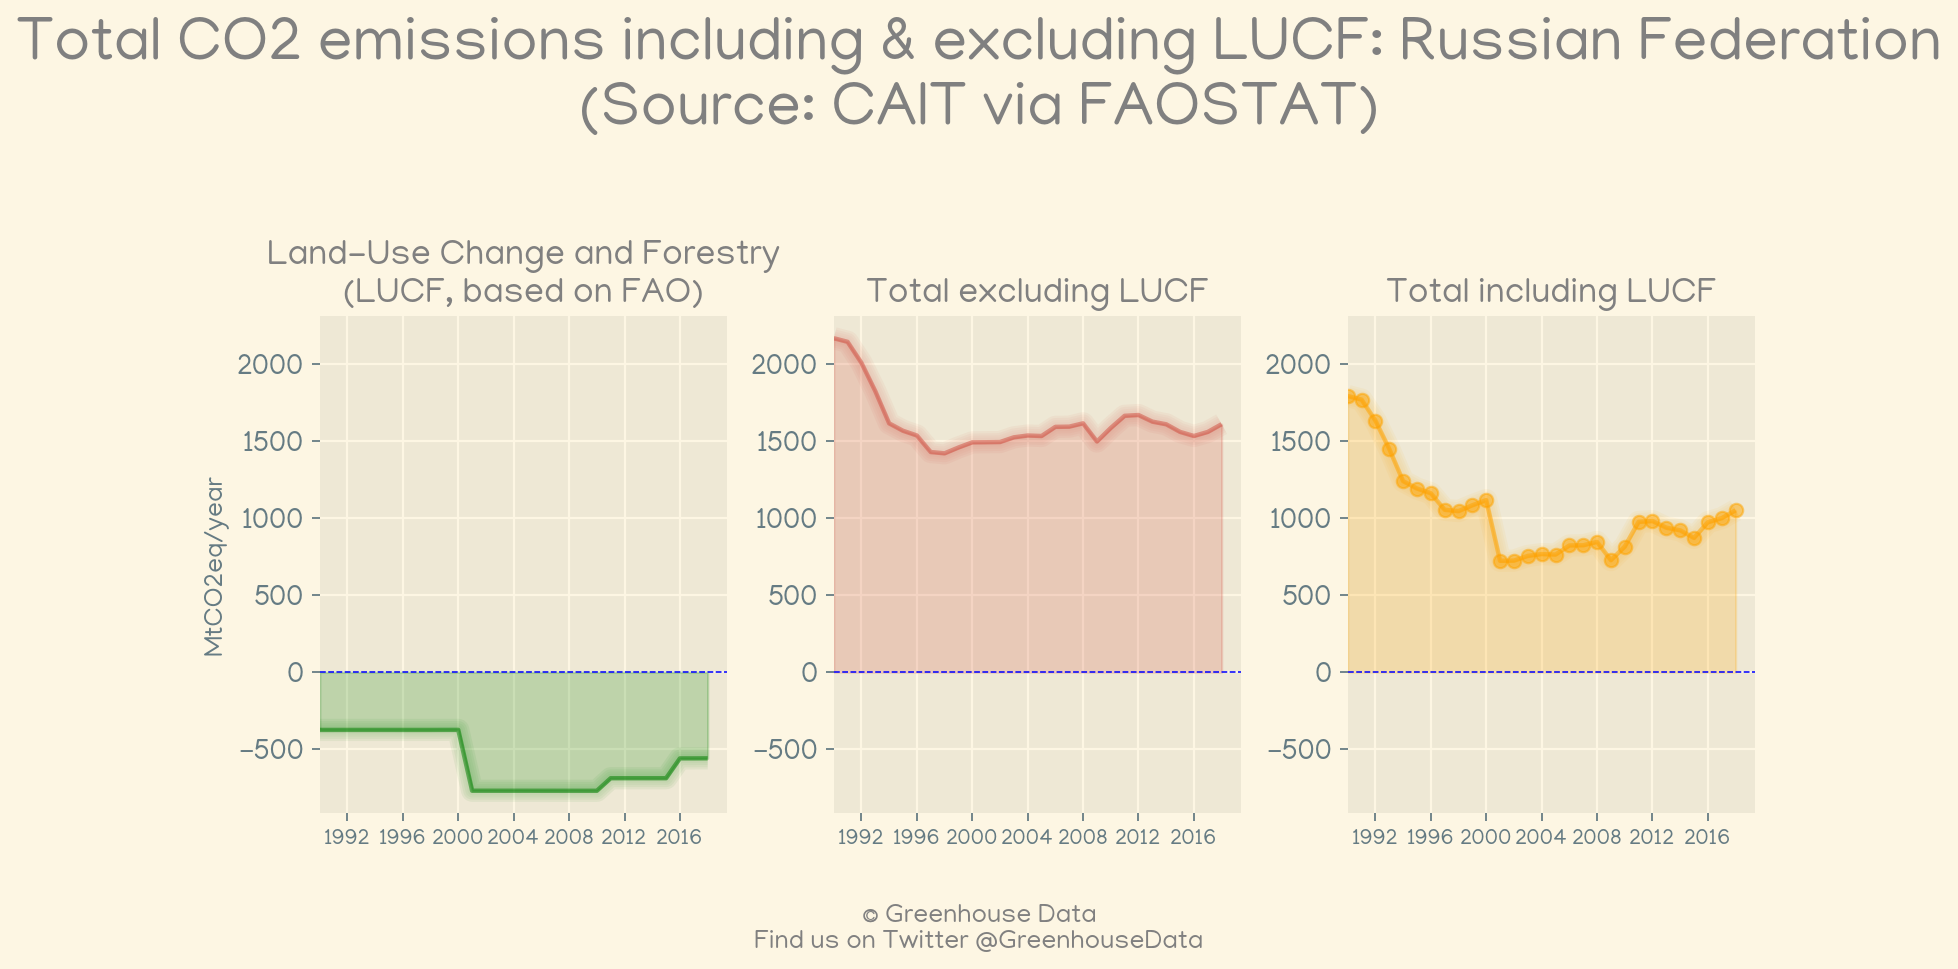 Total CO2 emissions including & excluding LUCF: Russian Federation
(Source: CAIT via FAOSTAT)
Land-Use Change and Forestry
(LUCF, based on FAO)
Total excluding LUCF
Total including LUCF
MtCO2eq/year
2000
1500
1000
500
0
-500
1992 1996 2000 2004 2008 2012 2016
2000
1500
1000
500
0
-500
1992 1996 2000 2004 2008 2012 2016
2000
1500
1000
500
0
-500
1992 1996 2000 2004 2008 2012 2016
© Greenhouse Data
Find us on Twitter @GreenhouseData